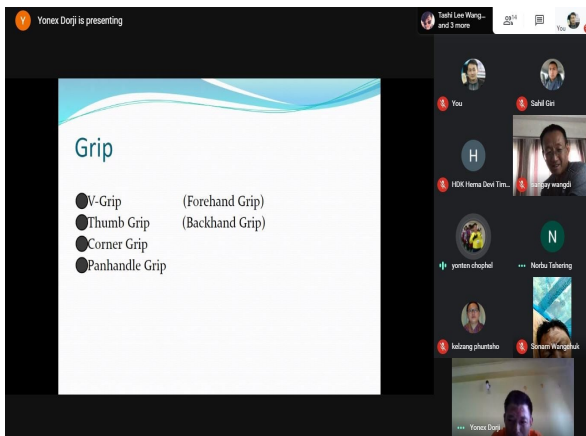 Y Yonex Dorji is presenting
Tashi Lee Wang...
and 3 more
14
You
Grip
V-Grip (Forehand Grip)
Thumb Grip (Backhand Grip)
Corner Grip
Panhandle Grip
You
Sahil Giri
H
HDK Hema Devi Tim...
sangay wangdi
yonten chophel
N
Norbu Tshering
kelzang phuntsho
Sonam Wangchuk
Yonex Dorji